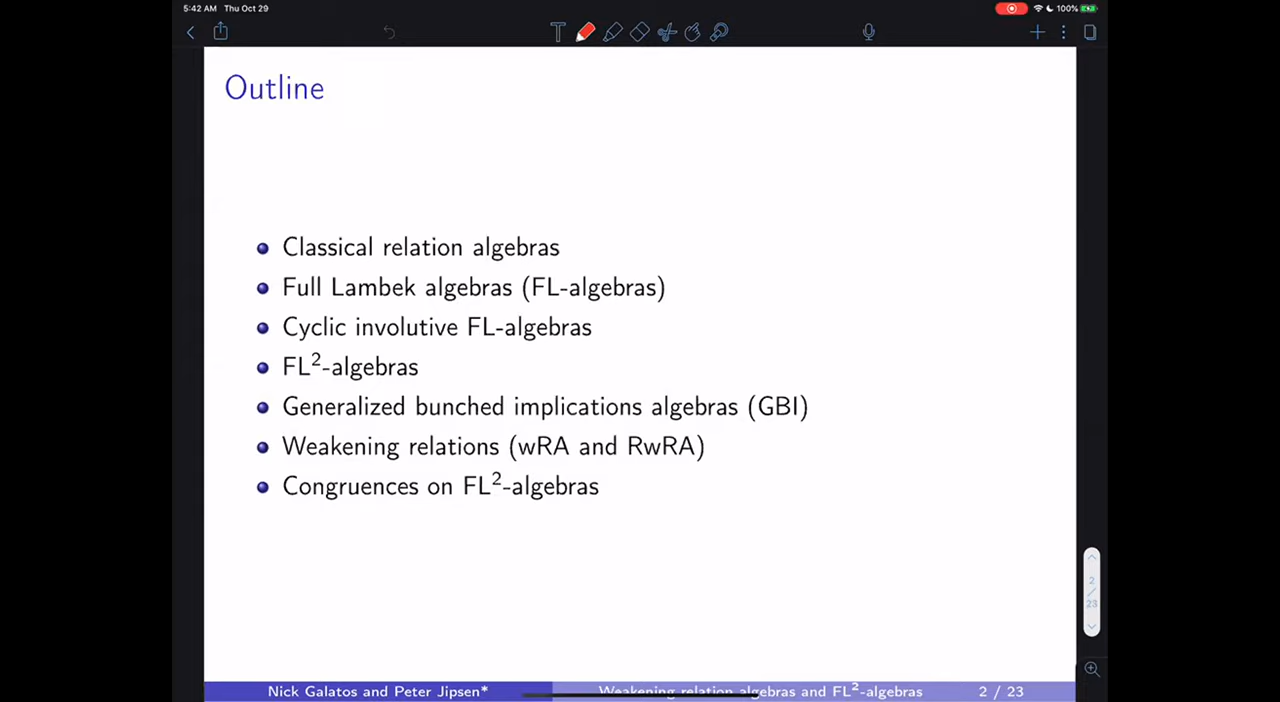 5:42 AM Thu Oct 29
100%
T
Outline
Classical relation algebras
Full Lambek algebras (FL-algebras)
Cyclic involutive FL-algebras
FL²-algebras
Generalized bunched implications algebras (GBI)
Weakening relations (wRA and RwRA)
Congruences on FL²-algebras
2
/
23
Nick Galatos and Peter Jipsen* Weakening relation algebras and FL²-algebras 2 / 23